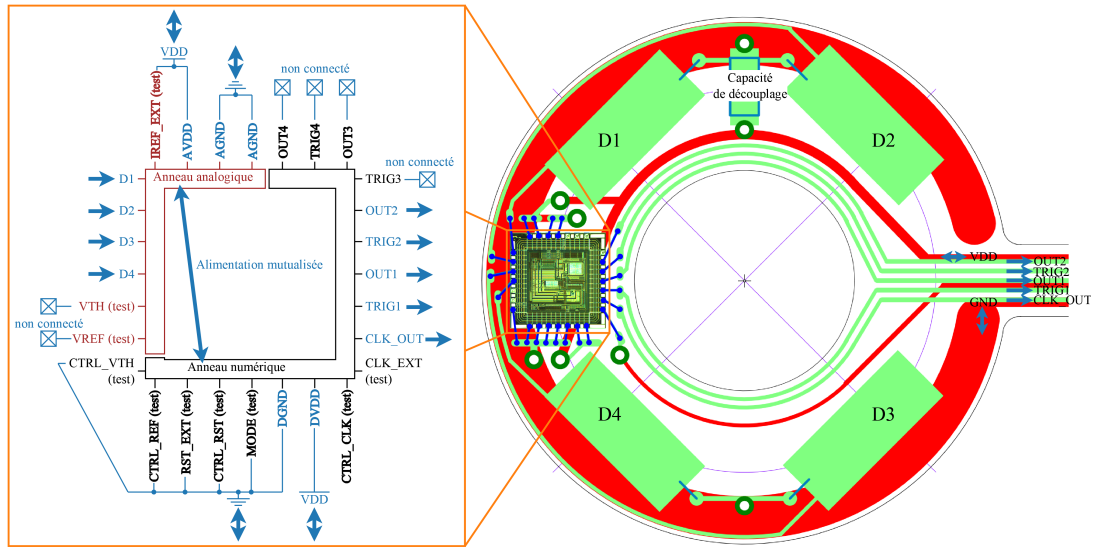 VDD
non connecté
IREF_EXT (test)
AVDD
AGND
AGND
OUT4
TRIG4
OUT3
non connecté
D1
Anneau analogique
TRIG3
D2
OUT2
D3
TRIG2
Alimentation mutualisée
D4
OUT1
VTH (test)
TRIG1
non connecté
VREF (test)
CLK_OUT
CTRL_VTH
(test)
Anneau numérique
CLK_EXT
(test)
CTRL_REF (test)
RST_EXT (test)
CTRL_RST (test)
MODE (test)
DGND
DVDD
CTRL_CLK (test)
VDD
Capacité
de découplage
D1
D2
VDD
OUT2
TRIG2
OUT1
TRIG1
GND
CLK_OUT
D4
D3